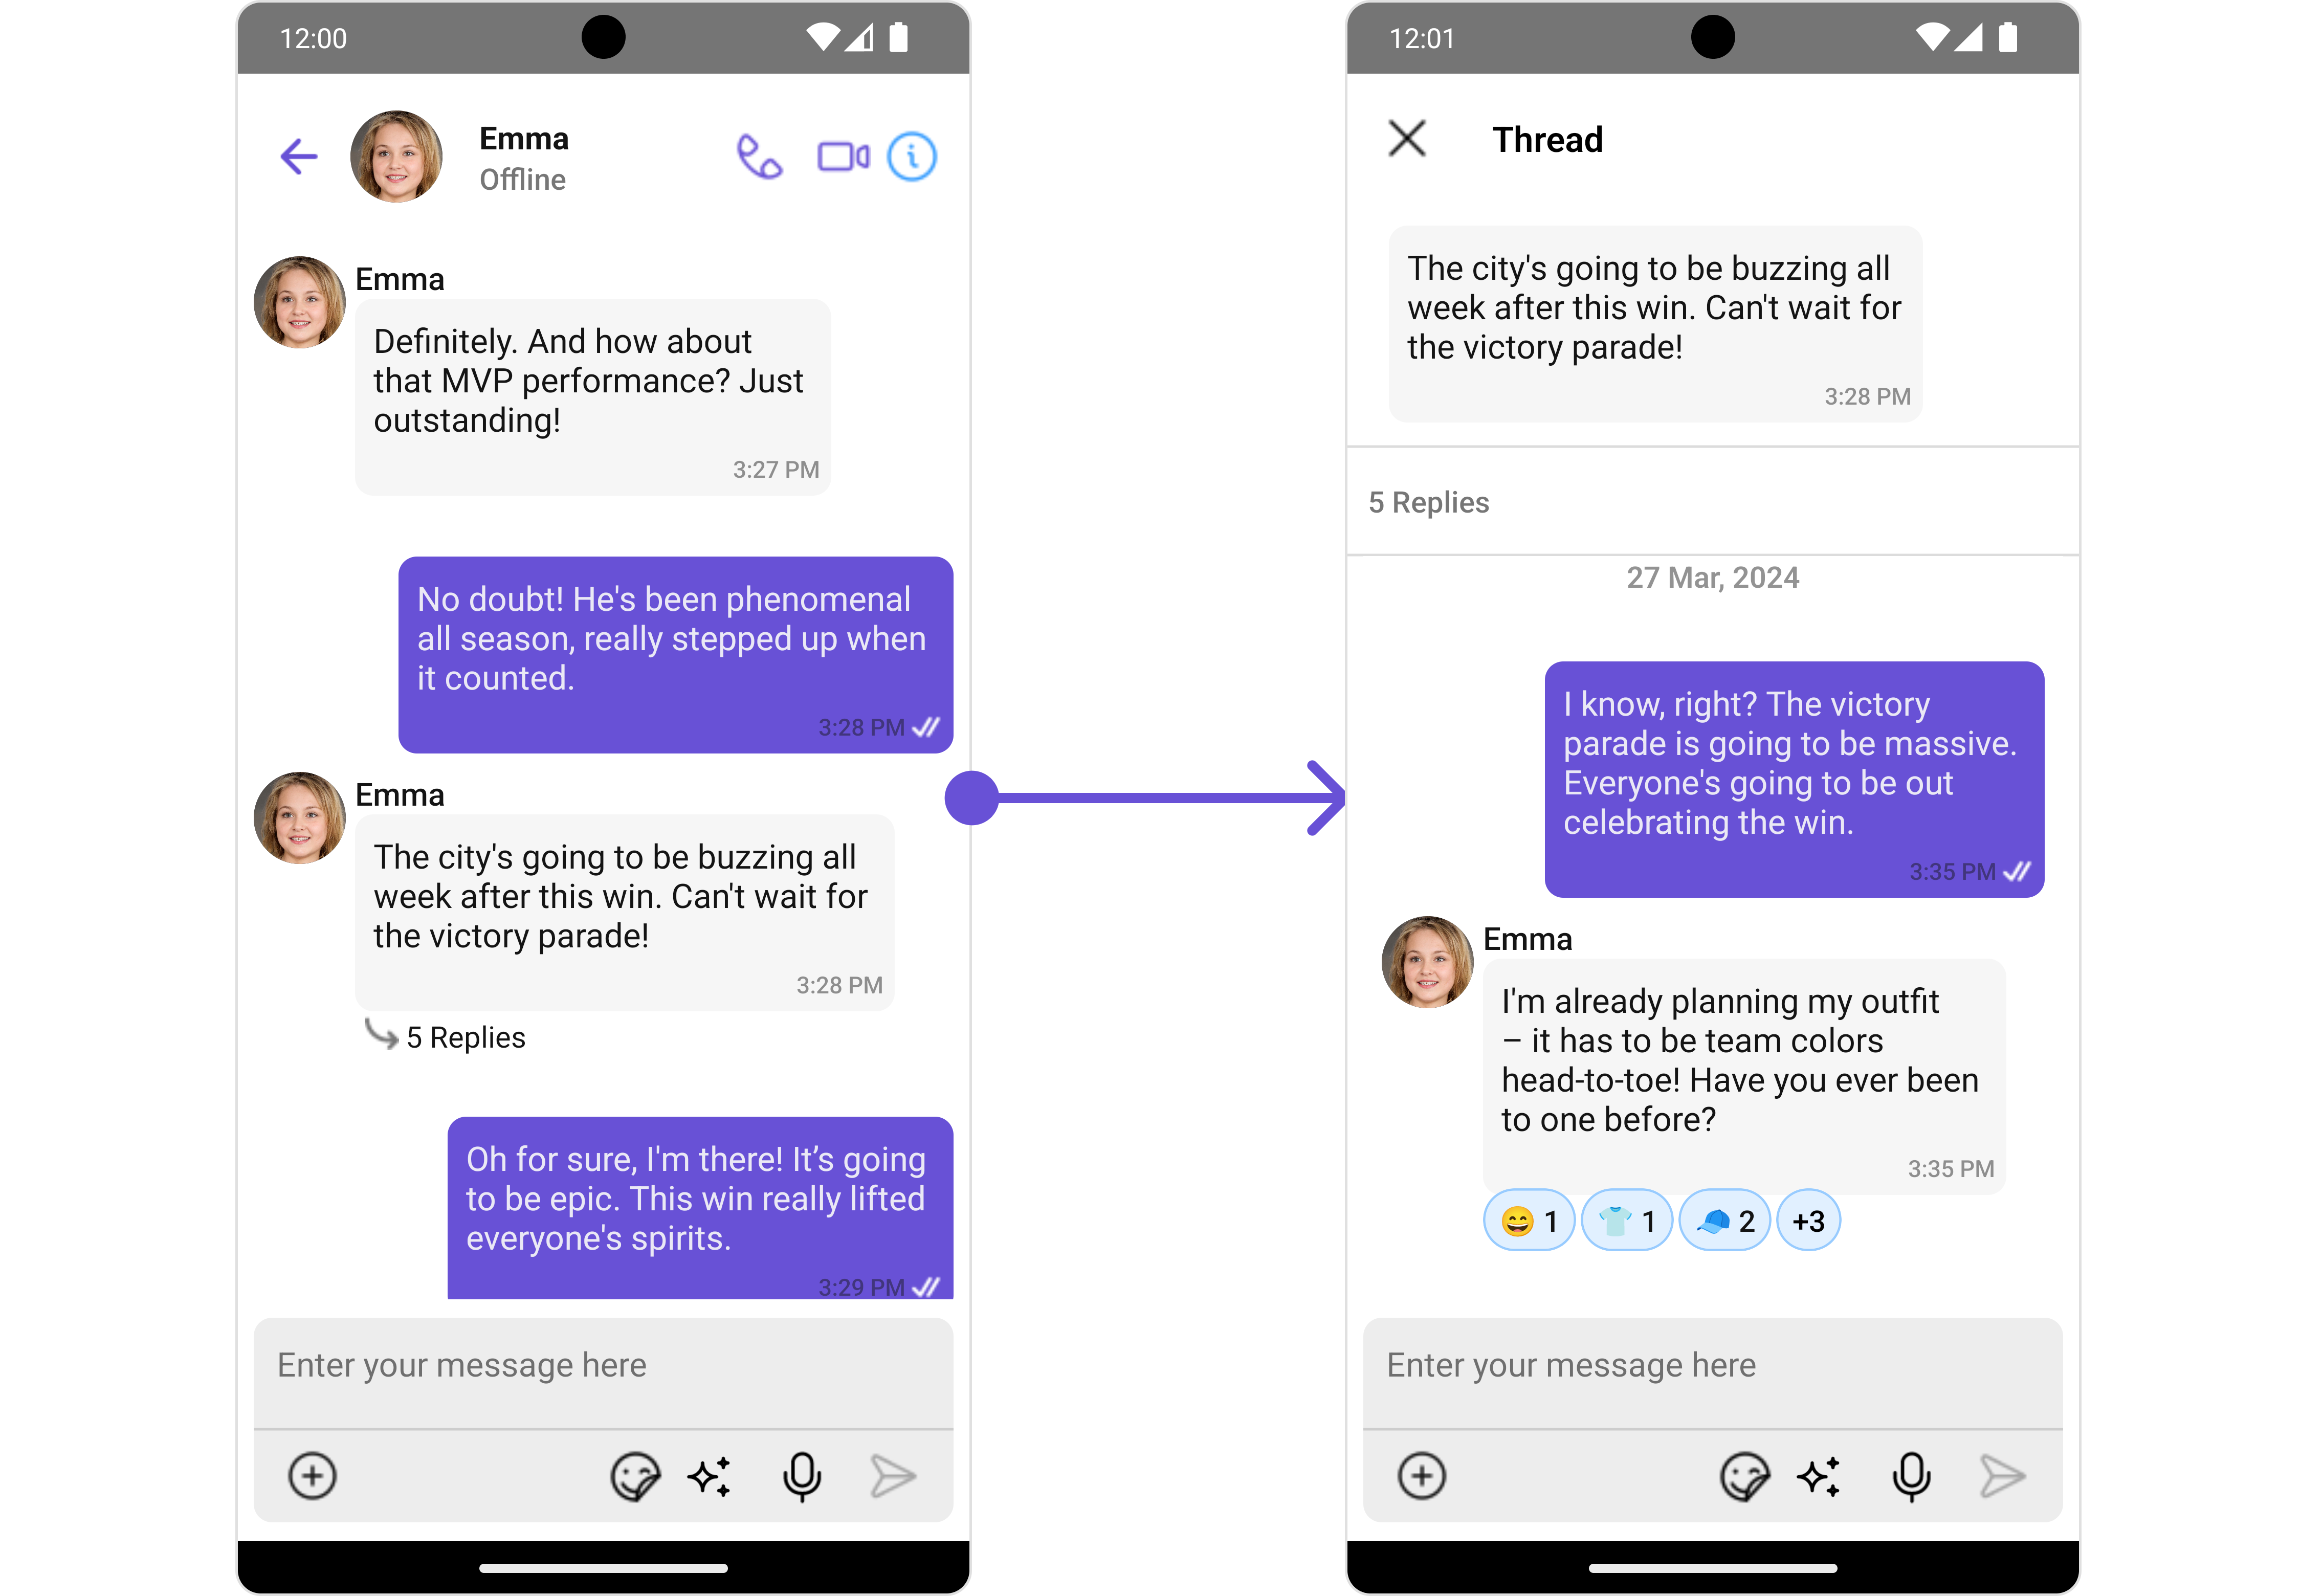 12:00
Emma
Offline
Emma
Definitely. And how about
that MVP performance? Just
outstanding!
3:27 PM
No doubt! He's been phenomenal
all season, really stepped up when
it counted.
3:28 PM
Emma
The city's going to be buzzing all
week after this win. Can't wait for
the victory parade!
3:28 PM
5 Replies
Oh for sure, I'm there! It’s going
to be epic. This win really lifted
everyone's spirits.
3:29 PM
Enter your message here
12:01
Thread
The city's going to be buzzing all
week after this win. Can't wait for
the victory parade!
3:28 PM
5 Replies
27 Mar, 2024
I know, right? The victory
parade is going to be massive.
Everyone's going to be out
celebrating the win.
3:35 PM
Emma
I'm already planning my outfit
– it has to be team colors
head-to-toe! Have you ever been
to one before?
3:35 PM
😄 1 👕 1 🧢 2 +3
Enter your message here